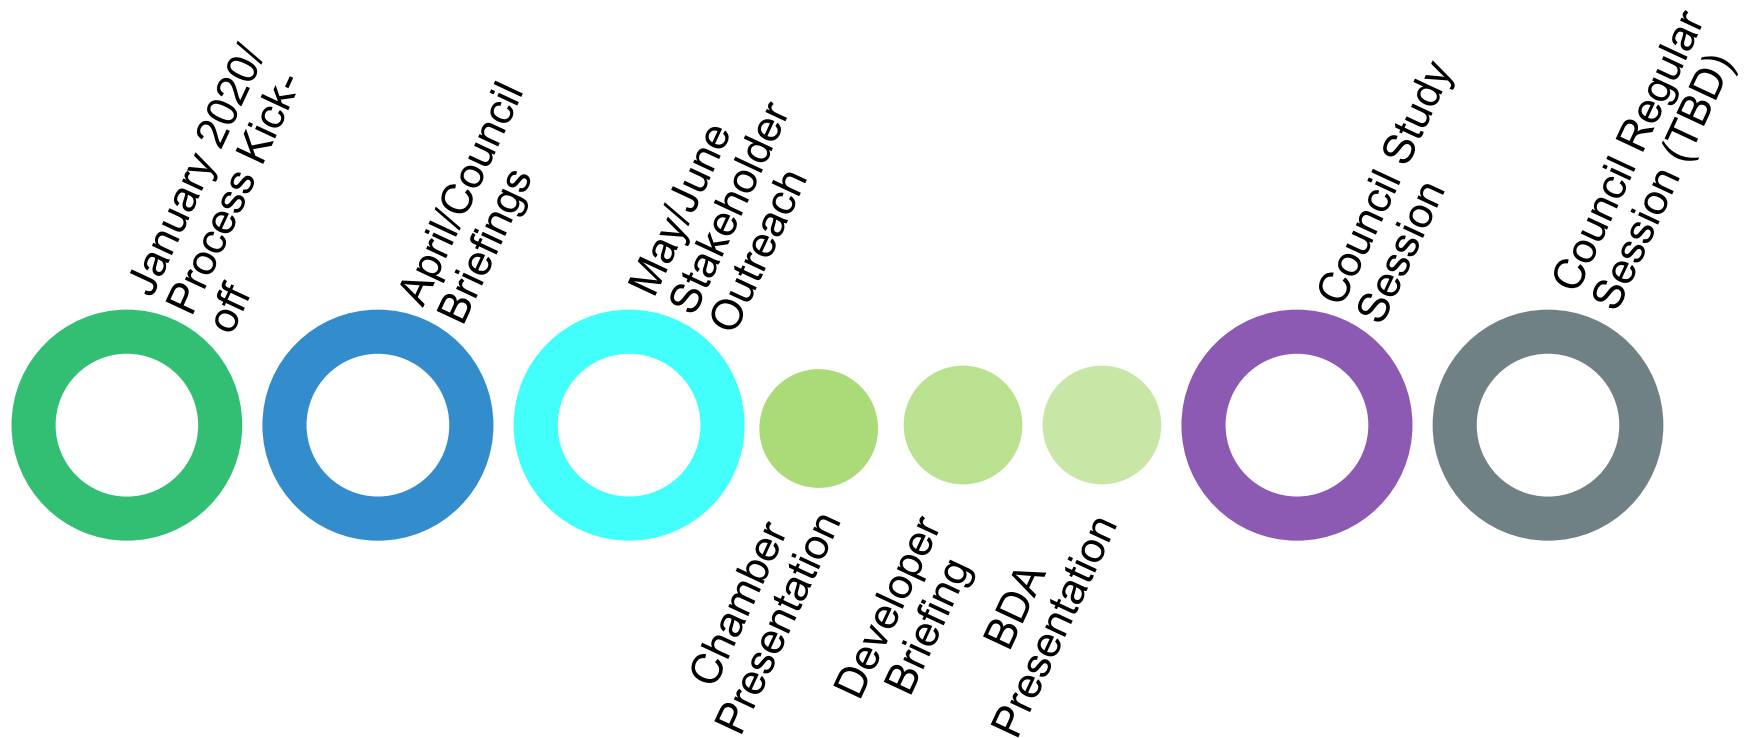 January 2020/
Process Kick-
off
April/Council
Briefings
May/June
Stakeholder
Outreach
Chamber
Presentation
Developer
Briefing
BDA
Presentation
Council Study
Session
Council Regular
Session (TBD)